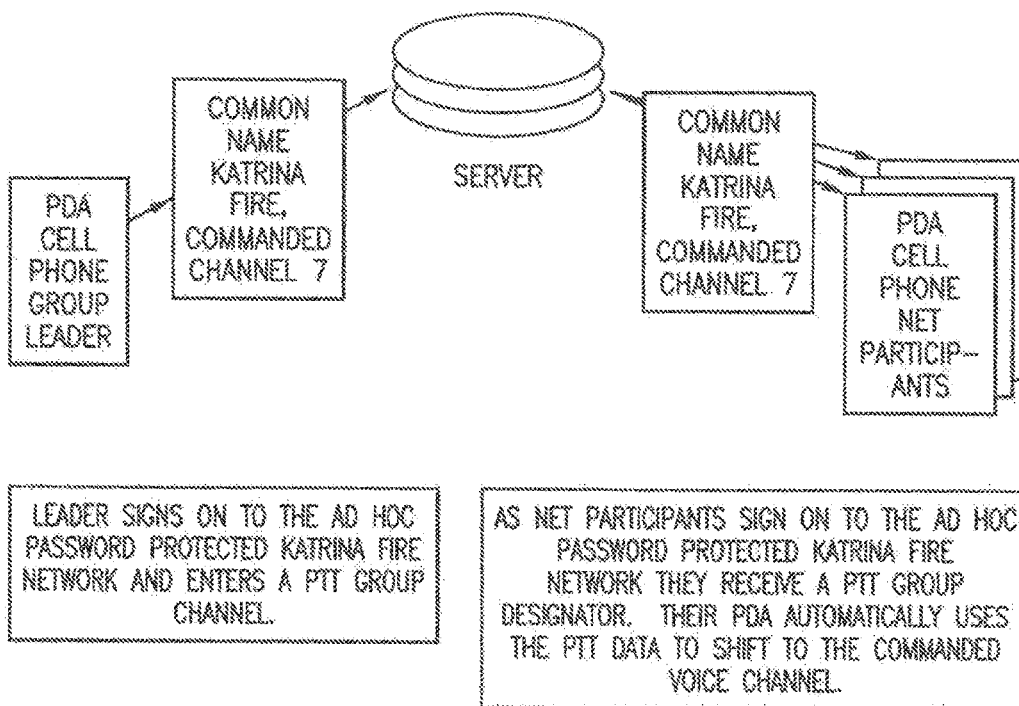 PDA
CELL
PHONE
GROUP
LEADER
COMMON
NAME
KATRINA
FIRE,
COMMANDED
CHANNEL 7
SERVER
COMMON
NAME
KATRINA
FIRE,
COMMANDED
CHANNEL 7
PDA
CELL
PHONE
NET
PARTICIP-
ANTS
LEADER SIGNS ON TO THE AD HOC
PASSWORD PROTECTED KATRINA FIRE
NETWORK AND ENTERS A PTT GROUP
CHANNEL.
AS NET PARTICIPANTS SIGN ON TO THE AD HOC
PASSWORD PROTECTED KATRINA FIRE
NETWORK THEY RECEIVE A PTT GROUP
DESIGNATOR. THEIR PDA AUTOMATICALLY USES
THE PTT DATA TO SHIFT TO THE COMMANDED
VOICE CHANNEL.